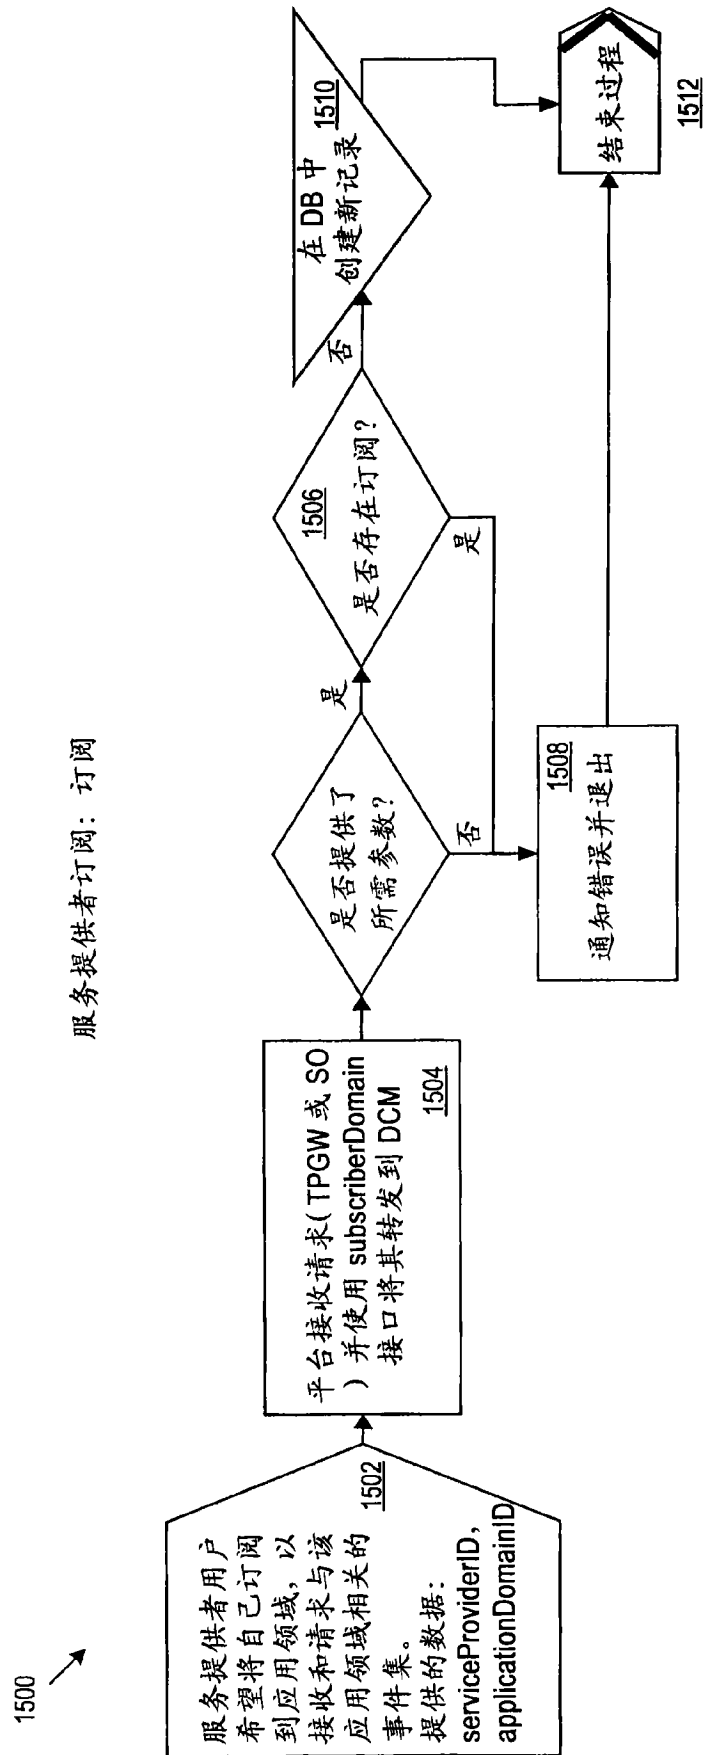 1500
服务提供者订阅：订阅
服务提供者用户
希望将自己订阅
到应用领域，以
接收和请求与该
应用领域相关的
事件集。
提供的数据：
serviceProviderID，
applicationDomainID
1502
平台接收请求(TPGW 或 SO
）并使用 subscriberDomain
接口将其转发到 DCM
1504
是否提供了
所需参数？
是
否
1506
是否存在订阅？
否
是
1508
通知错误并退出
在 DB 中
创建新记录
1510
结束过程
1512